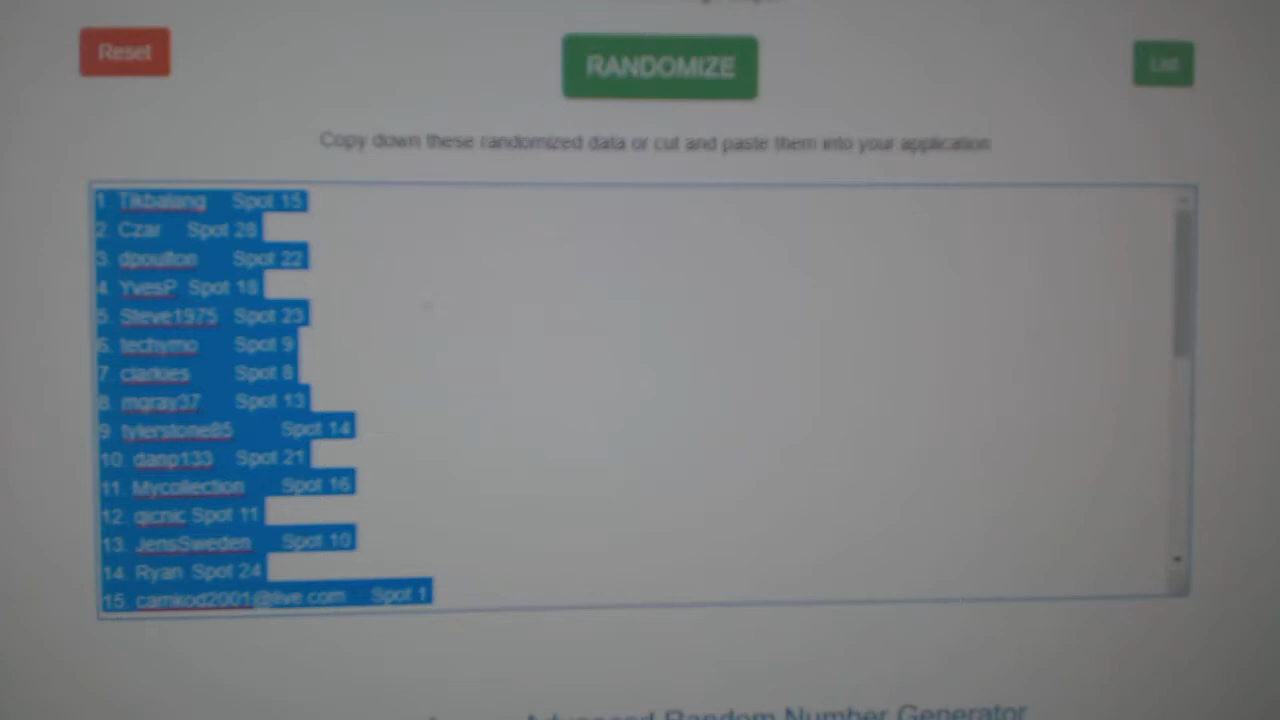 Reset
RANDOMIZE
List
Copy down these randomized data or cut and paste them into your application
1. Tikbalang Spot 15
2. Czar Spot 28
3. dpoulton Spot 22
4. YvesP Spot 18
5. Steve1975 Spot 23
6. techymo Spot 9
7. clarkies Spot 8
8. mgray37 Spot 13
9. tylerstone85 Spot 14
10. danp133 Spot 21
11. Mycollection Spot 16
12. Spot 11
13. JensSweden Spot 10
14. Ryan Spot 24
15. camkod2001@live.com Spot 1
Advanced Random Number Generator